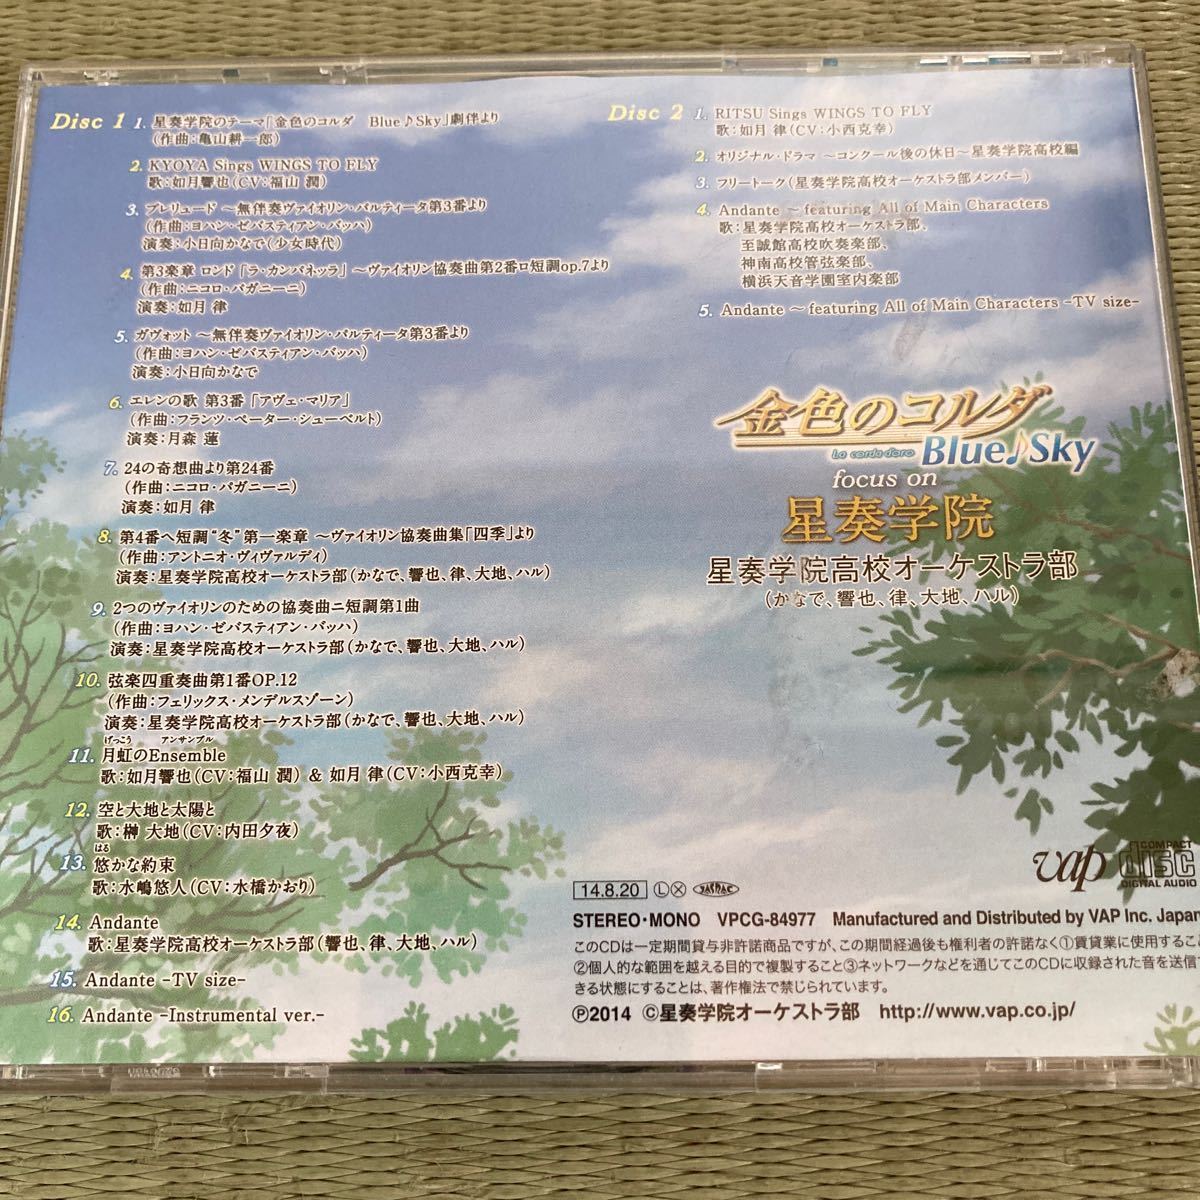 Disc 1
1. 星奏学院のテーマ「金色のコルダ Blue♪Sky」劇伴より
(作曲:亀山耕一郎)
2. KYOYA Sings WINGS TO FLY
歌:如月響也(CV:福山 潤)
3. プレリュード 〜無伴奏ヴァイオリン・パルティータ第3番より
(作曲:ヨハン・ゼバスティアン・バッハ)
演奏:小日向かなで(少女時代)
4. 第3楽章 ロンド「ラ・カンパネッラ」 〜ヴァイオリン協奏曲第2番ロ短調op.7より
(作曲:ニコロ・パガニーニ)
演奏:如月 律
5. ガヴォット 〜無伴奏ヴァイオリン・パルティータ第3番より
(作曲:ヨハン・ゼバスティアン・バッハ)
演奏:小日向かなで
6. エレンの歌 第3番「アヴェ・マリア」
(作曲:フランツ・ペーター・シューベルト)
演奏:月森 蓮
7. 24の奇想曲より第24番
(作曲:ニコロ・パガニーニ)
演奏:如月 律
8. 第4番ヘ短調“冬”第一楽章 〜ヴァイオリン協奏曲集「四季」より
(作曲:アントニオ・ヴィヴァルディ)
演奏:星奏学院高校オーケストラ部(かなで、響也、律、大地、ハル)
9. 2つのヴァイオリンのための協奏曲ニ短調第1曲
(作曲:ヨハン・ゼバスティアン・バッハ)
演奏:星奏学院高校オーケストラ部(かなで、響也、大地、ハル)
10. 弦楽四重奏曲第1番OP.12
(作曲:フェリックス・メンデルスゾーン)
演奏:星奏学院高校オーケストラ部(かなで、響也、大地、ハル)
げっこう アンサンブル
11. 月虹のEnsemble
歌:如月響也(CV:福山 潤) & 如月 律(CV:小西克幸)
12. 空と大地と太陽と
歌:榊 大地(CV:内田夕夜)
はる
13. 悠かな約束
歌:水嶋悠人(CV:水橋かおり)
14. Andante
歌:星奏学院高校オーケストラ部(響也、律、大地、ハル)
15. Andante -TV size-
16. Andante -Instrumental ver.-
Disc 2
1. RITSU Sings WINGS TO FLY
歌:如月 律(CV:小西克幸)
2. オリジナル・ドラマ 〜コンクール後の休日〜星奏学院高校編
3. フリートーク(星奏学院高校オーケストラ部メンバー)
4. Andante 〜 featuring All of Main Characters
歌:星奏学院高校オーケストラ部、
至誠館高校吹奏楽部、
神南高校管弦楽部、
横浜天音学園室内楽部
5. Andante 〜 featuring All of Main Characters -TV size-
金色のコルダ
La corda d'oro Blue♪Sky
focus on
星奏学院
星奏学院高校オーケストラ部
(かなで、響也、律、大地、ハル)
vap COMPACT disc DIGITAL AUDIO
14.8.20 Ⓛ Ⓧ JASRAC
STEREO・MONO VPCG-84977 Manufactured and Distributed by VAP Inc. Japan
このCDは一定期間貸与非許諾商品ですが、この期間経過後も権利者の許諾なく①賃貸業に使用するこ
②個人的な範囲を越える目的で複製すること③ネットワークなどを通じてこのCDに収録された音を送信で
きる状態にすることは、著作権法で禁じられています。
Ⓟ2014 Ⓒ星奏学院オーケストラ部 http://www.vap.co.jp/